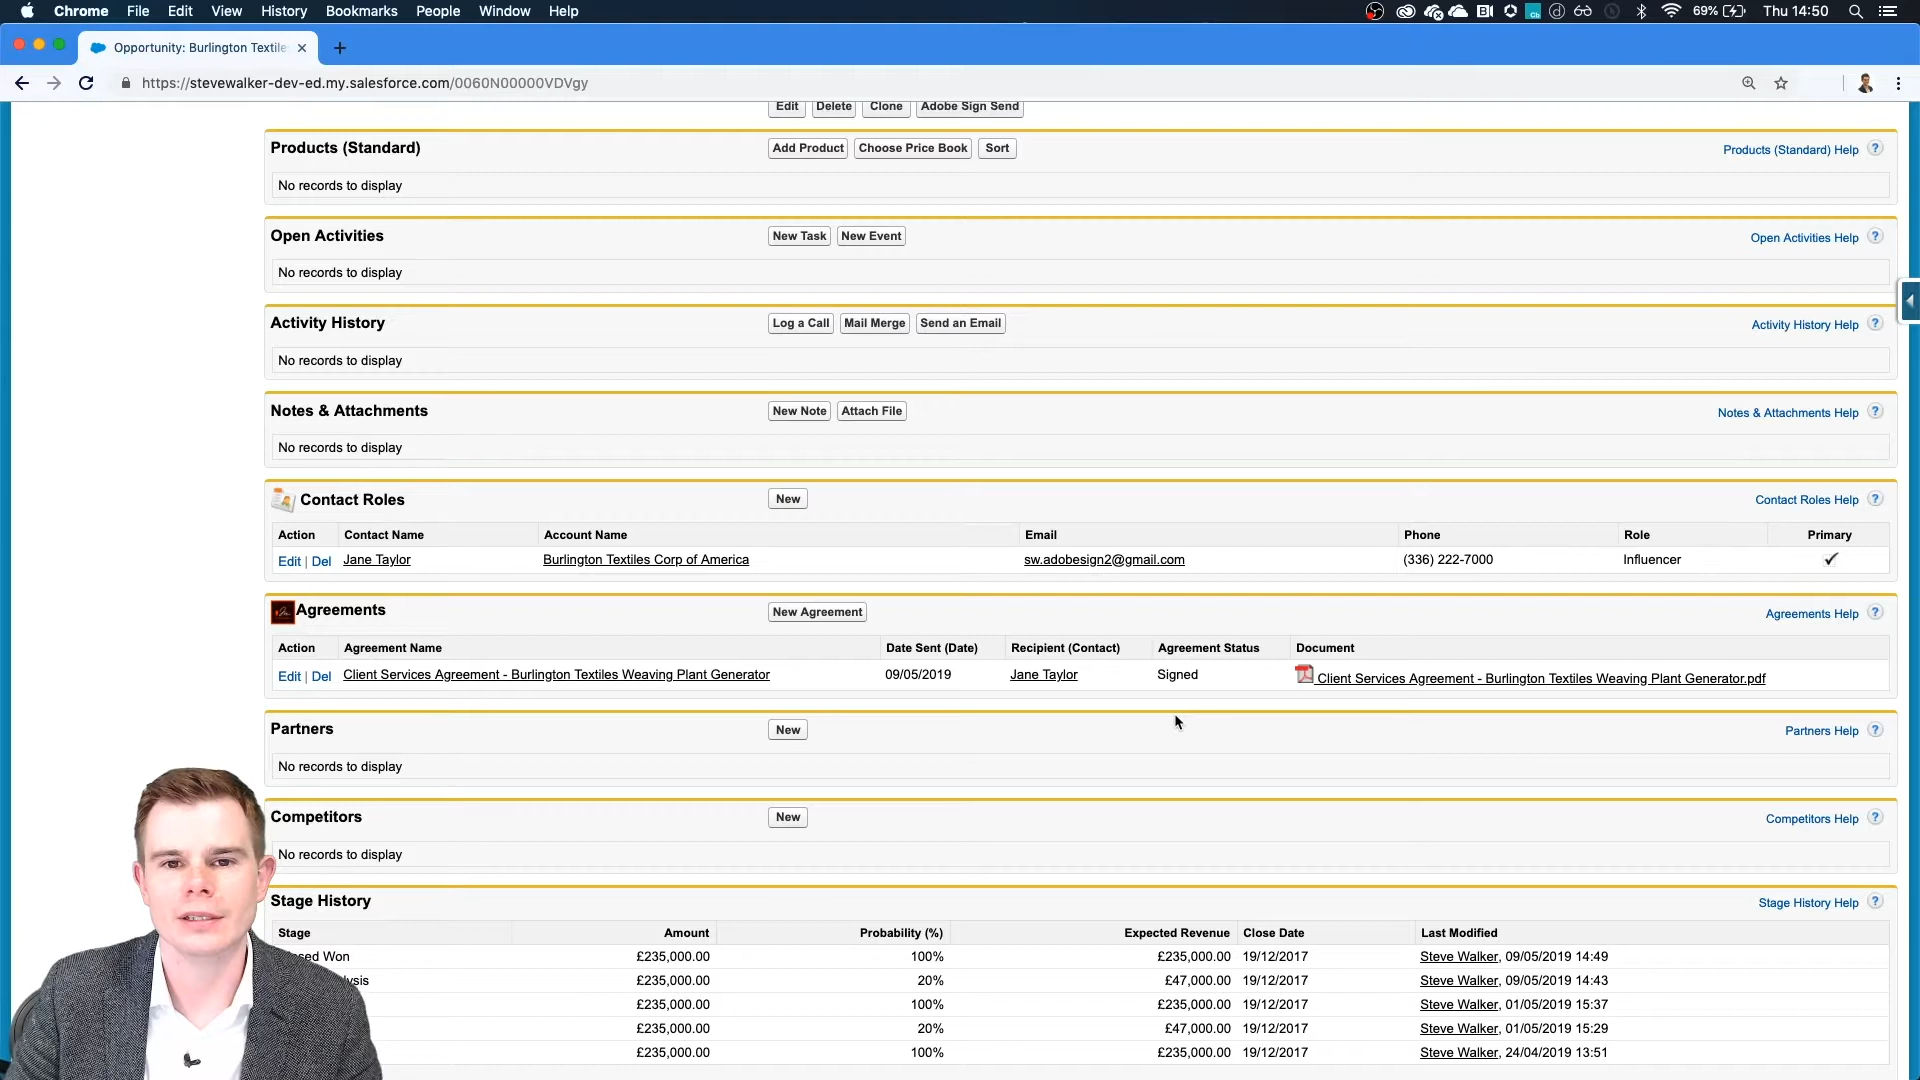 Chrome File Edit View History Bookmarks People Window Help 69% Thu 14:50
Opportunity: Burlington Textile
https://stevewalker-dev-ed.my.salesforce.com/0060N00000VDVgy
Edit Delete Clone Adobe Sign Send
Products (Standard) Add Product Choose Price Book Sort Products (Standard) Help ?
No records to display
Open Activities New Task New Event Open Activities Help ?
No records to display
Activity History Log a Call Mail Merge Send an Email Activity History Help ?
No records to display
Notes & Attachments New Note Attach File Notes & Attachments Help ?
No records to display
Contact Roles New Contact Roles Help ?
Action Contact Name Account Name Email Phone Role Primary
Edit | Del Jane Taylor Burlington Textiles Corp of America sw.adobesign2@gmail.com (336) 222-7000 Influencer ✓
Agreements New Agreement Agreements Help ?
Action Agreement Name Date Sent (Date) Recipient (Contact) Agreement Status Document
Edit | Del Client Services Agreement - Burlington Textiles Weaving Plant Generator 09/05/2019 Jane Taylor Signed Client Services Agreement - Burlington Textiles Weaving Plant Generator.pdf
Partners New Partners Help ?
No records to display
Competitors New Competitors Help ?
No records to display
Stage History Stage History Help ?
Stage Amount Probability (%) Expected Revenue Close Date Last Modified
sed Won £235,000.00 100% £235,000.00 19/12/2017 Steve Walker, 09/05/2019 14:49
ysis £235,000.00 20% £47,000.00 19/12/2017 Steve Walker, 09/05/2019 14:43
£235,000.00 100% £235,000.00 19/12/2017 Steve Walker, 01/05/2019 15:37
£235,000.00 20% £47,000.00 19/12/2017 Steve Walker, 01/05/2019 15:29
£235,000.00 100% £235,000.00 19/12/2017 Steve Walker, 24/04/2019 13:51